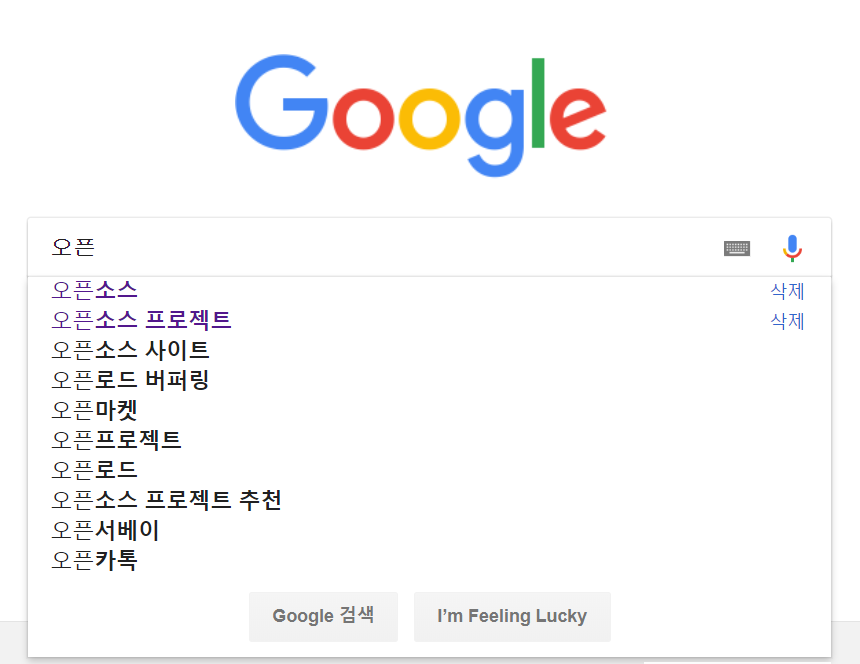 Google
오픈
오픈소스 삭제
오픈소스 프로젝트 삭제
오픈소스 사이트
오픈로드 버퍼링
오픈마켓
오픈프로젝트
오픈로드
오픈소스 프로젝트 추천
오픈서베이
오픈카톡
Google 검색 I'm Feeling Lucky